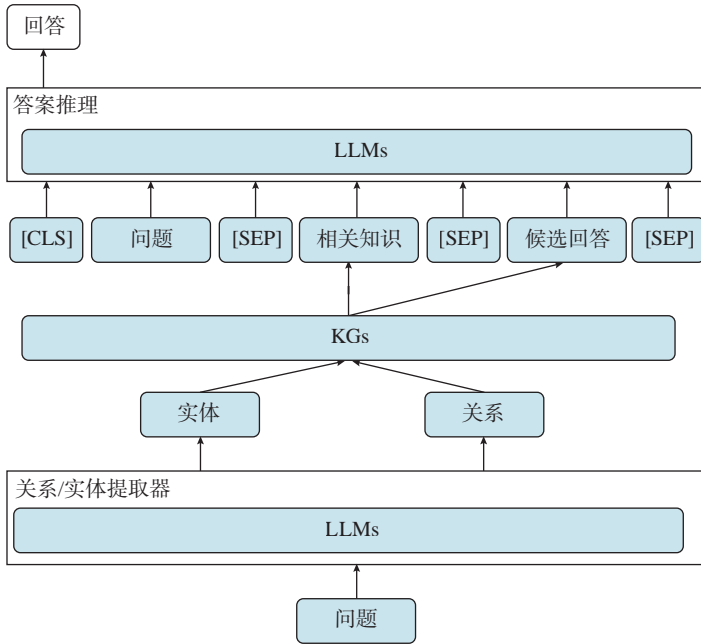 回答
答案推理
LLMs
[CLS] 问题 [SEP] 相关知识 [SEP] 候选回答 [SEP]
KGs
实体 关系
关系/实体提取器
LLMs
问题